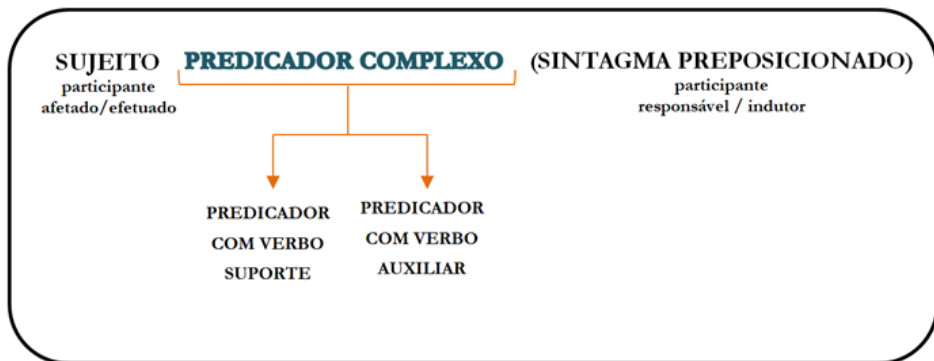 SUJEITO PREDICADOR COMPLEXO (SINTAGMA PREPOSICIONADO)
participante
afetado/efetuado
participante
responsável / indutor
PREDICADOR
COM VERBO
SUPORTE
PREDICADOR
COM VERBO
AUXILIAR